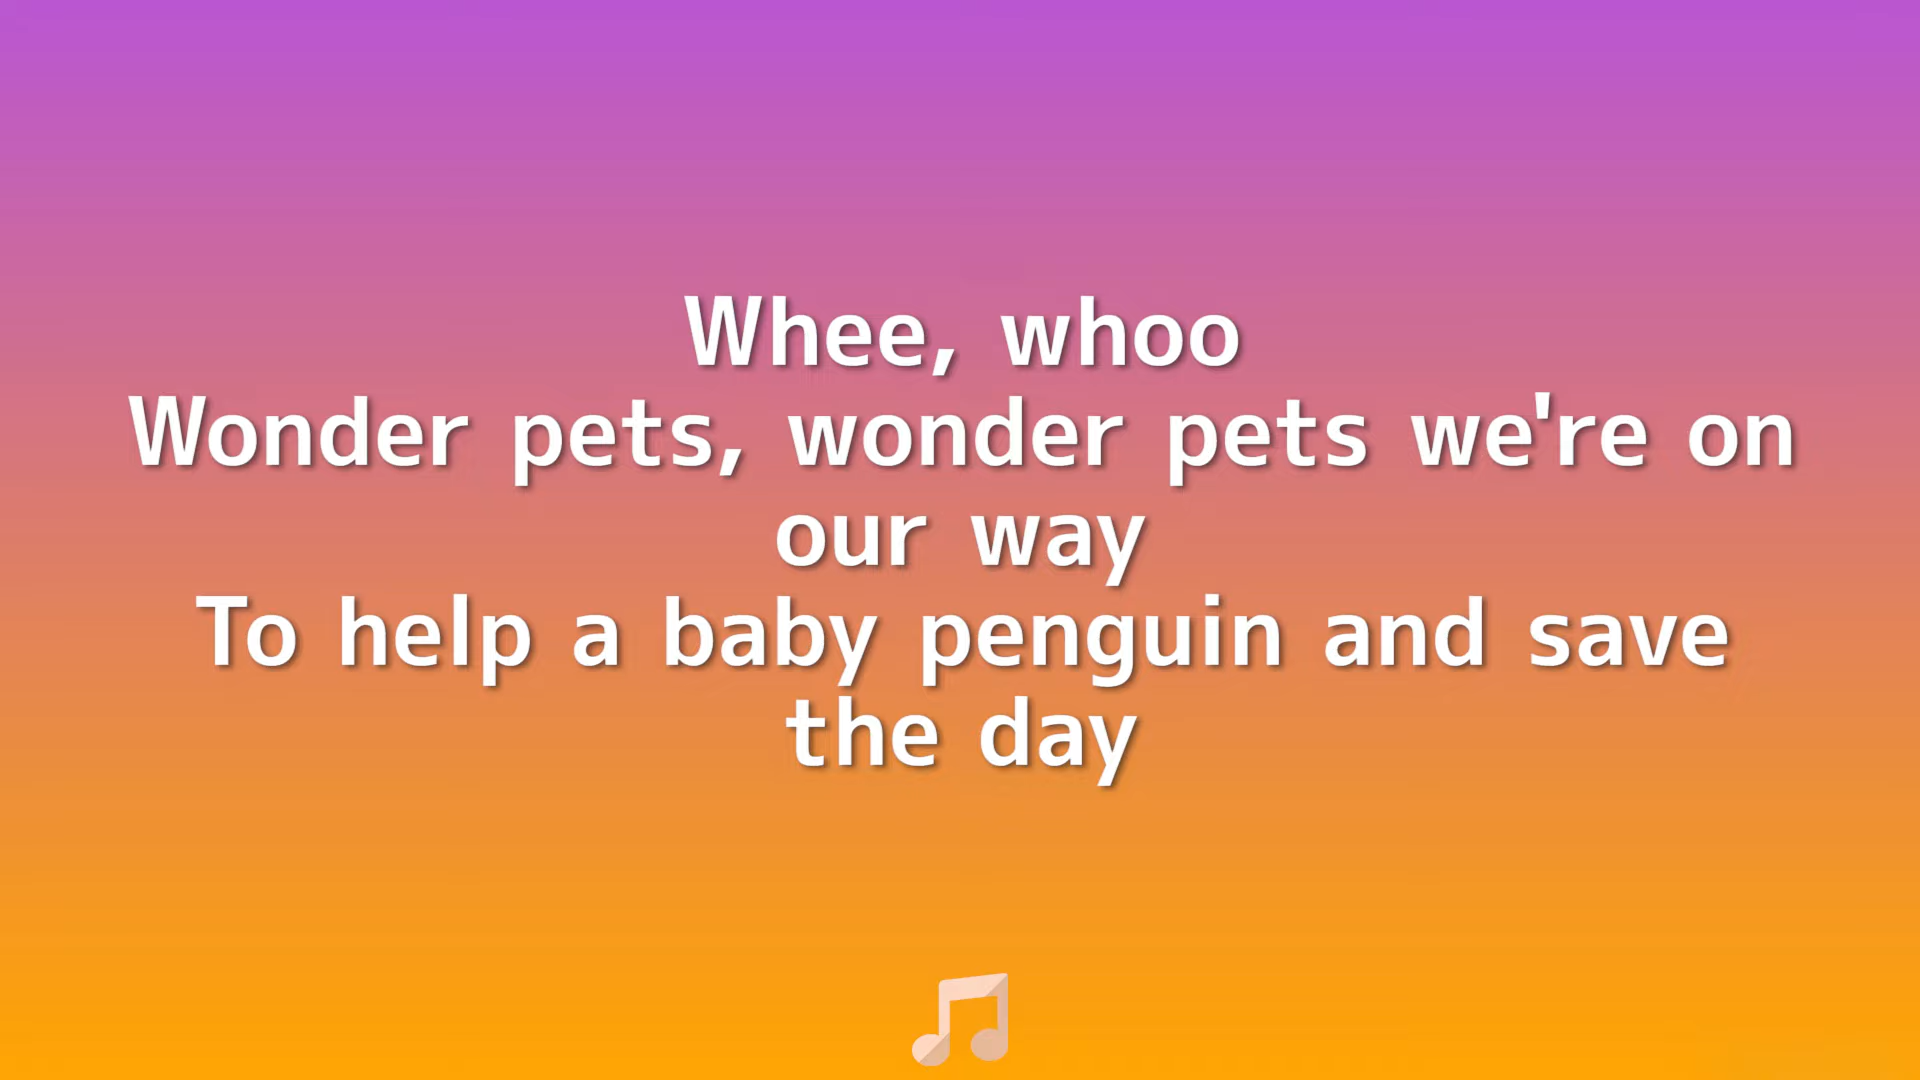 Whee, whoo
Wonder pets, wonder pets we're on
our way
To help a baby penguin and save
the day